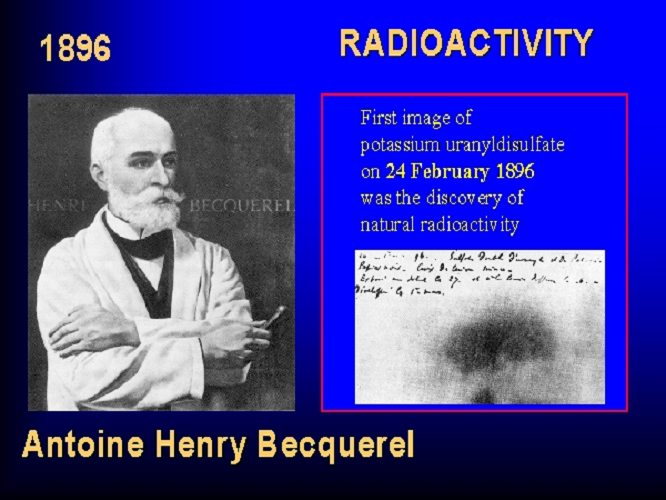 1896
RADIOACTIVITY
First image of
potassium uranyldisulfate
on 24 February 1896
was the discovery of
natural radioactivity
HENRI BECQUEREL
Antoine Henry Becquerel